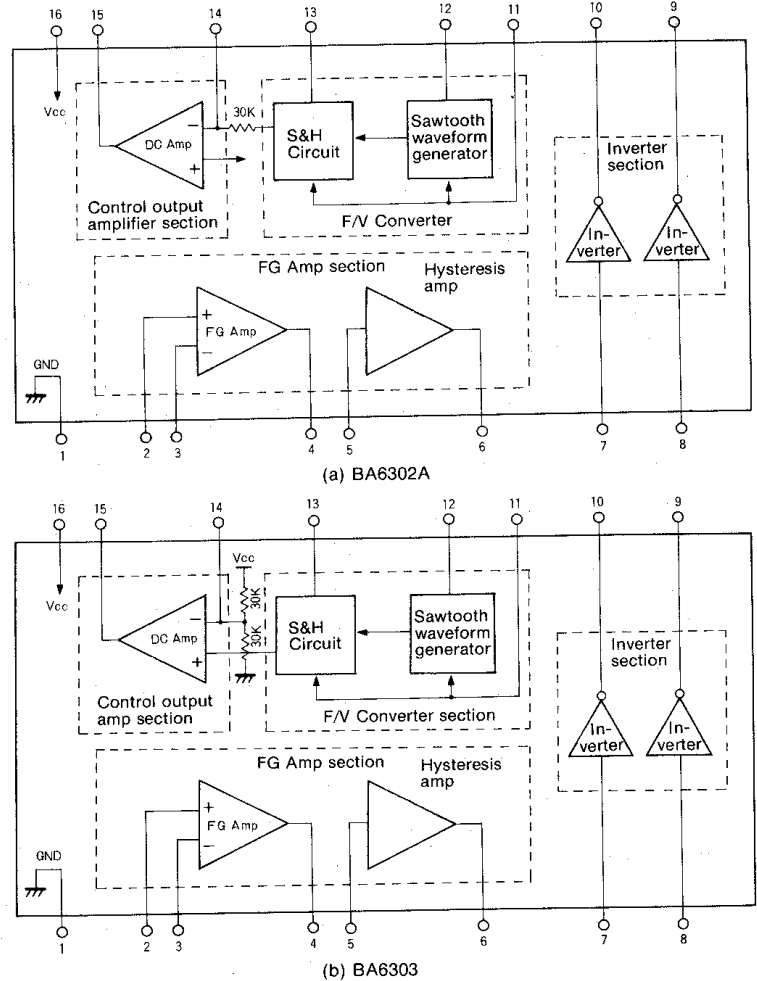 16 15 14 13 12 11 10 9
Vcc
DC Amp
−
+
30K
S&H
Circuit
Sawtooth
waveform
generator
Control output
amplifier section
F/V Converter
Inverter
section
In-
verter
In-
verter
FG Amp section
Hysteresis
amp
+
FG Amp
−
GND
1 2 3 4 5 6 7 8
(a) BA6302A
16 15 14 13 12 11 10 9
Vcc
Vcc
30K
30K
DC Amp
−
+
S&H
Circuit
Sawtooth
waveform
generator
Control output
amp section
F/V Converter section
Inverter
section
In-
verter
In-
verter
FG Amp section
Hysteresis
amp
+
FG Amp
−
GND
1 2 3 4 5 6 7 8
(b) BA6303